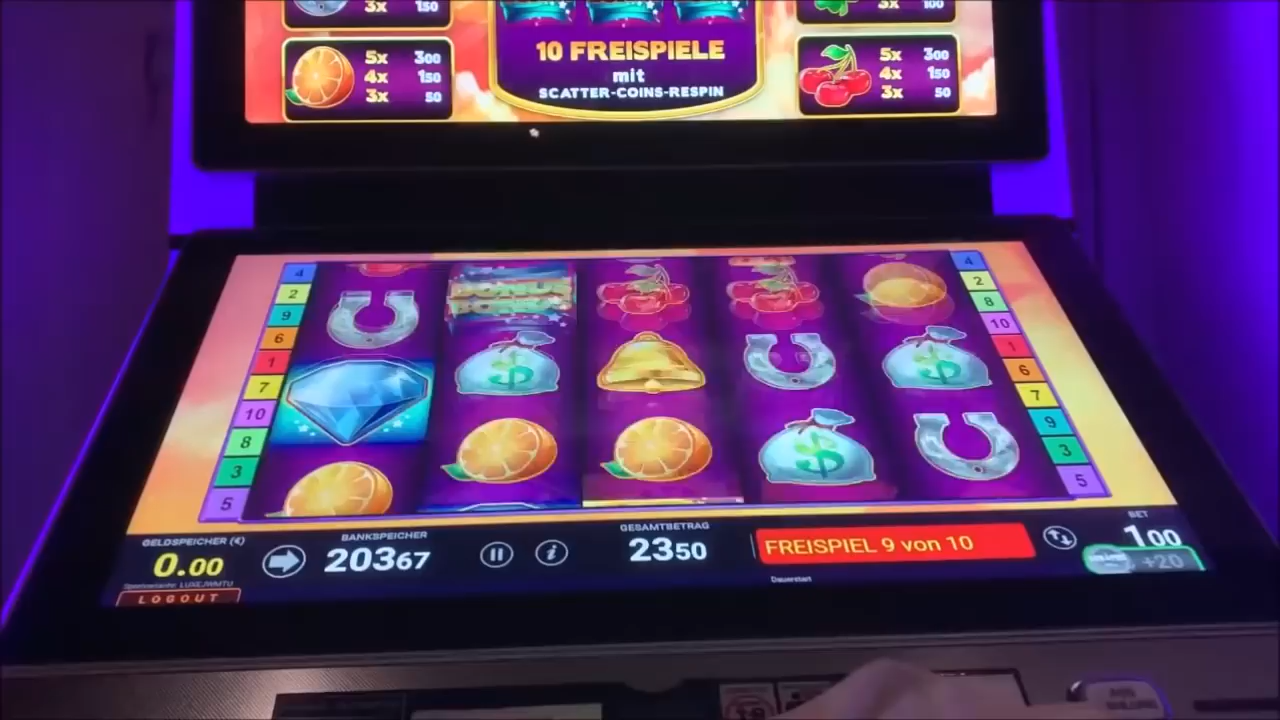 3x 150
3x 100
5x 300
4x 150
3x 50
10 FREISPIELE
mit
SCATTER-COINS-RESPIN
5x 300
4x 150
3x 50
4
2
9
6
1
7
10
8
3
5
BONUS
4
2
8
10
1
6
7
9
3
5
GELDSPEICHER (€)
0.00
LOGOUT
BANKSPEICHER
20367
GESAMTBETRAG
2350
FREISPIEL 9 von 10
Dauerstart
BET
1.00
+20